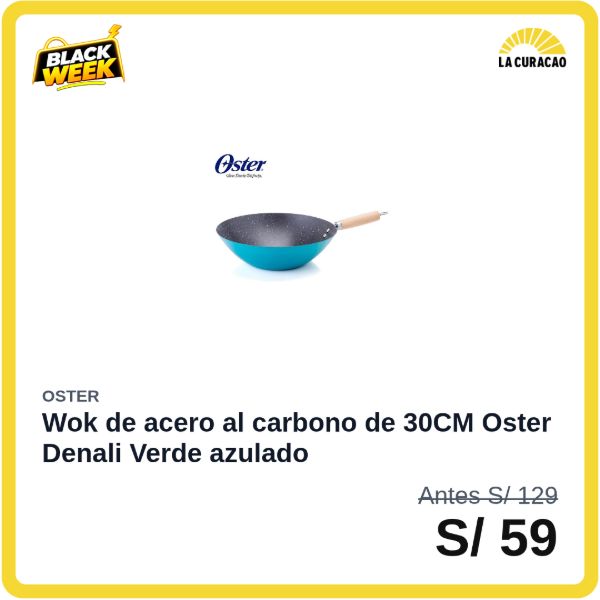 BLACK
WEEK
LA CURACAO
Oster
OSTER
Wok de acero al carbono de 30CM Oster
Denali Verde azulado
Antes S/ 129
S/ 59